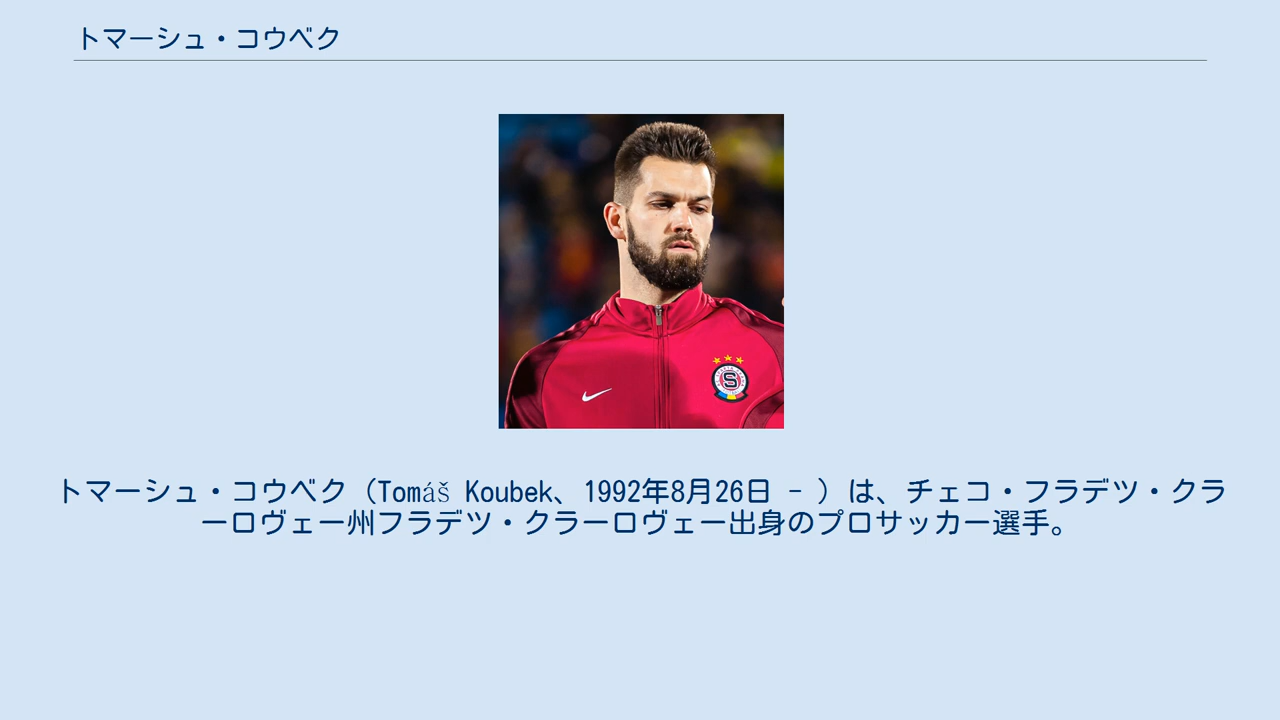 トマーシュ・コウベク
S
トマーシュ・コウベク（Tomáš Koubek、1992年8月26日 - ）は、チェコ・フラデツ・クラ
ーロヴェー州フラデツ・クラーロヴェー出身のプロサッカー選手。